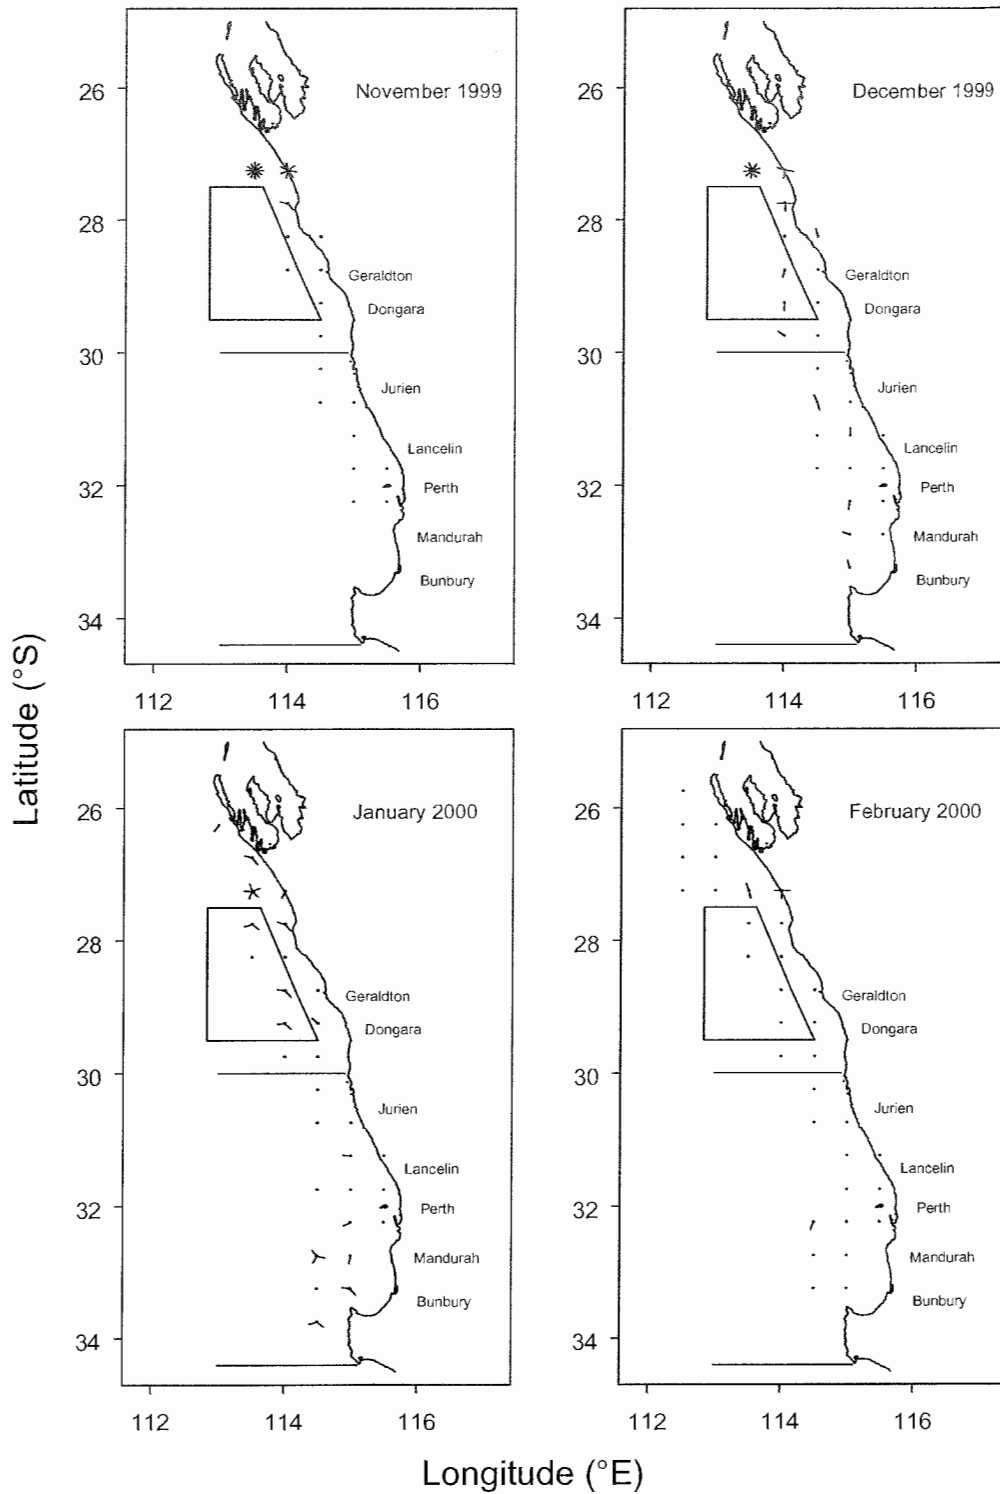 November 1999
December 1999
26
28
30
32
34
Geraldton
Dongara
Jurien
Lancelin
Perth
Mandurah
Bunbury
112
114
116
26
28
30
32
34
Geraldton
Dongara
Jurien
Lancelin
Perth
Mandurah
Bunbury
112
114
116
Latitude (°S)
January 2000
February 2000
26
28
30
32
34
Geraldton
Dongara
Jurien
Lancelin
Perth
Mandurah
Bunbury
112
114
116
26
28
30
32
34
Geraldton
Dongara
Jurien
Lancelin
Perth
Mandurah
Bunbury
112
114
116
Longitude (°E)